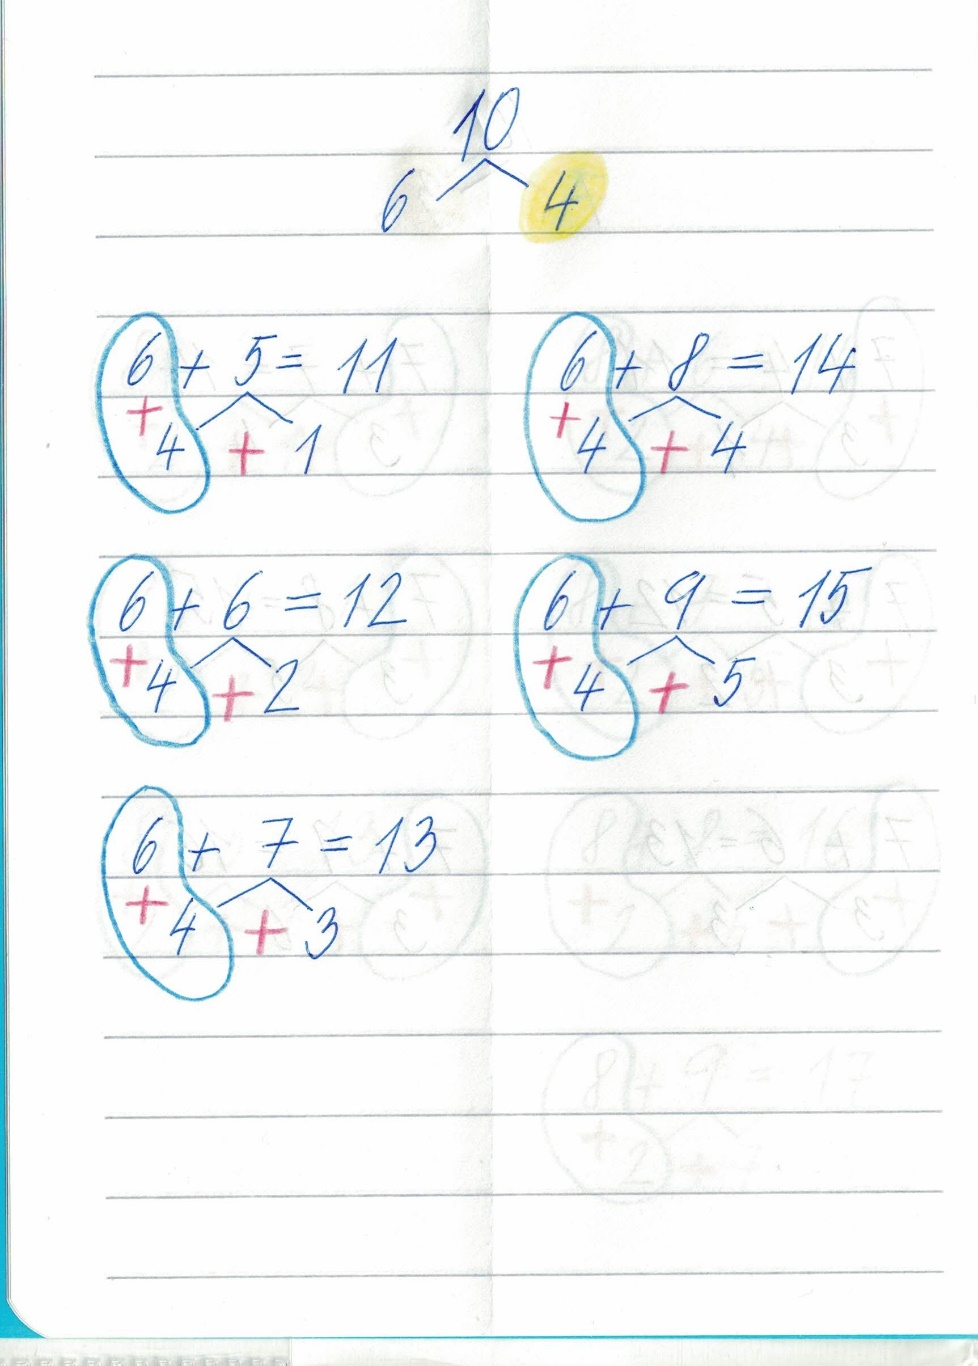 10
6 4
6 + 5 = 11
+ 4 + 1
6 + 8 = 14
+ 4 + 4
6 + 6 = 12
+ 4 + 2
6 + 9 = 15
+ 4 + 5
6 + 7 = 13
+ 4 + 3